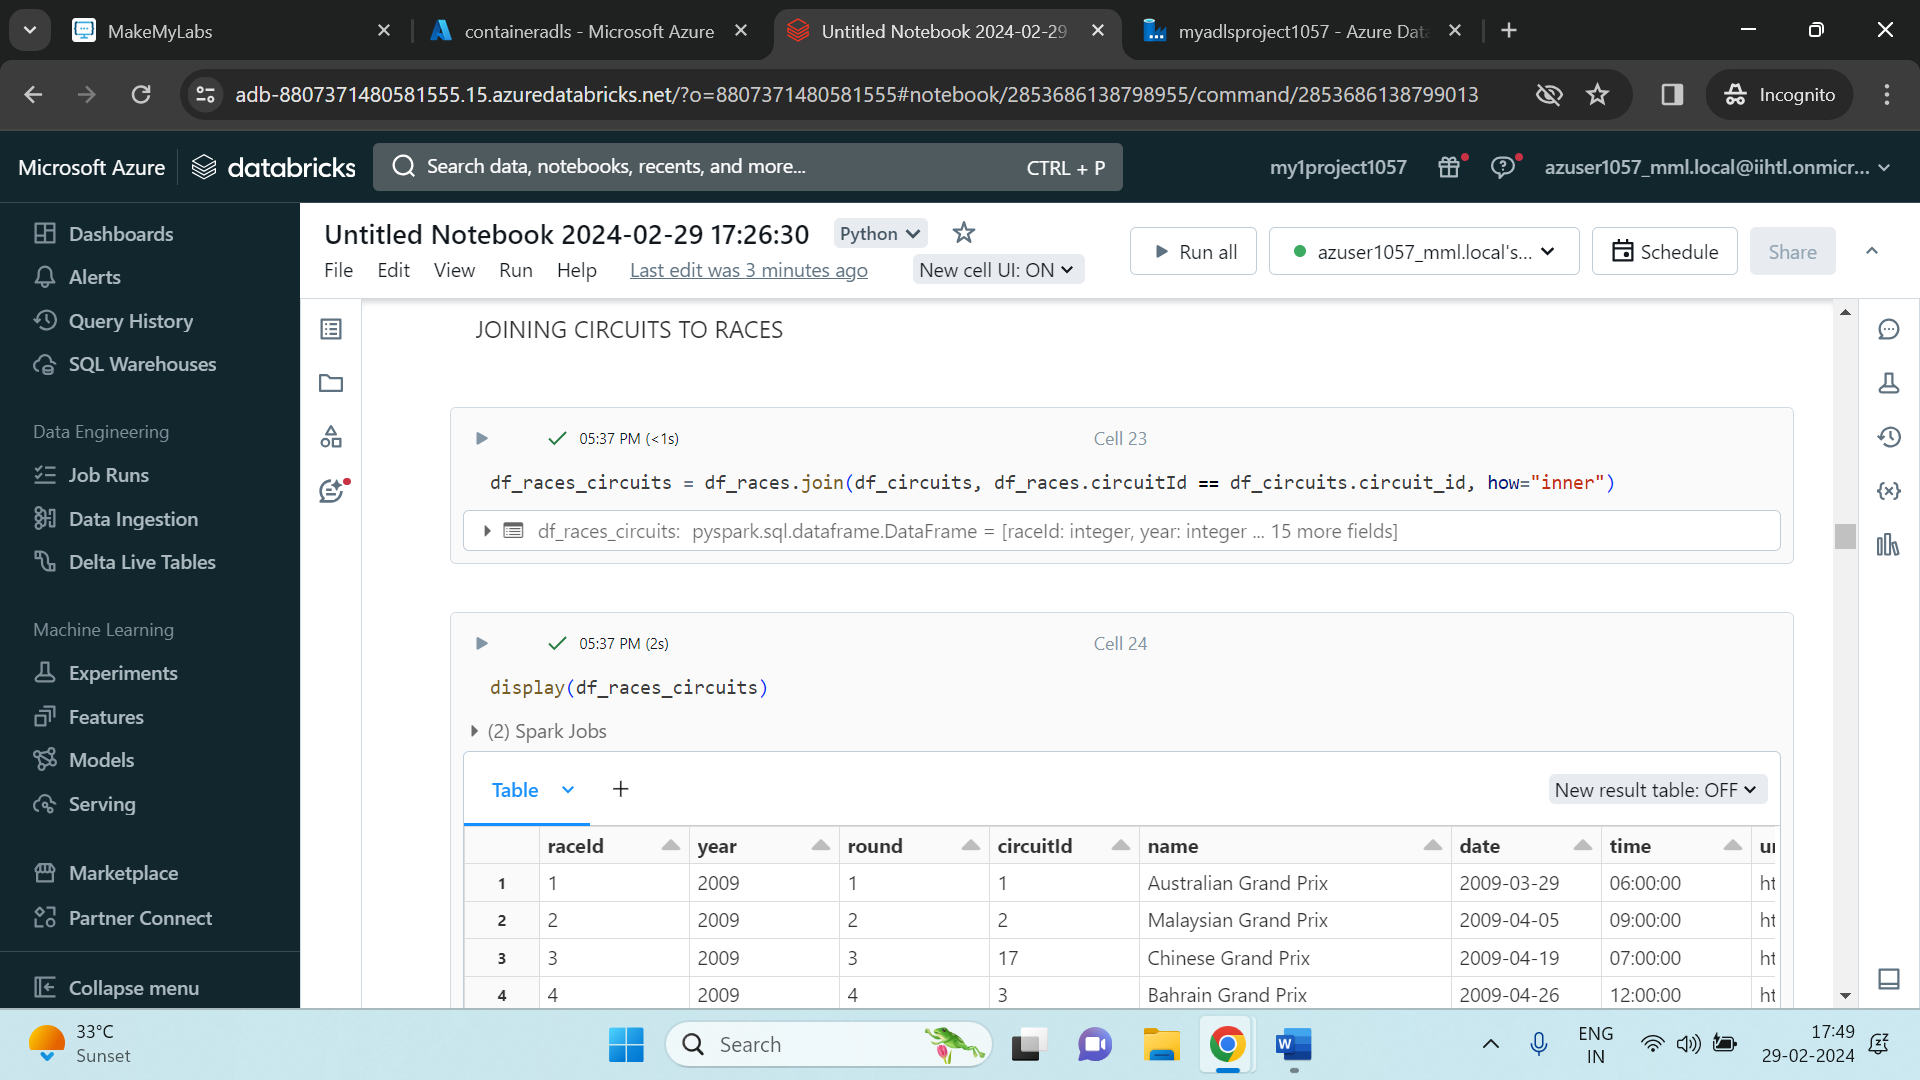 MakeMyLabs
containeradls - Microsoft Azure
Untitled Notebook 2024-02-29
myadlsproject1057 - Azure Data
adb-8807371480581555.15.azuredatabricks.net/?o=8807371480581555#notebook/2853686138798955/command/2853686138799013
Incognito
Microsoft Azure
databricks
Search data, notebooks, recents, and more...
CTRL + P
my1project1057
azuser1057_mml.local@iihtl.onmicr...
Dashboards
Alerts
Query History
SQL Warehouses
Data Engineering
Job Runs
Data Ingestion
Delta Live Tables
Machine Learning
Experiments
Features
Models
Serving
Marketplace
Partner Connect
Collapse menu
Untitled Notebook 2024-02-29 17:26:30
Python
File Edit View Run Help
Last edit was 3 minutes ago
New cell UI: ON
Run all
azuser1057_mml.local's...
Schedule
Share
JOINING CIRCUITS TO RACES
05:37 PM (<1s)
Cell 23
df_races_circuits = df_races.join(df_circuits, df_races.circuitId == df_circuits.circuit_id, how="inner")
df_races_circuits: pyspark.sql.dataframe.DataFrame = [raceId: integer, year: integer ... 15 more fields]
05:37 PM (2s)
Cell 24
display(df_races_circuits)
(2) Spark Jobs
Table
+
New result table: OFF
raceId year round circuitId name date time
1 1 2009 1 1 Australian Grand Prix 2009-03-29 06:00:00 ht
2 2 2009 2 2 Malaysian Grand Prix 2009-04-05 09:00:00 ht
3 3 2009 3 17 Chinese Grand Prix 2009-04-19 07:00:00 ht
4 4 2009 4 3 Bahrain Grand Prix 2009-04-26 12:00:00 ht
33°C
Sunset
Search
ENG
IN
17:49
29-02-2024